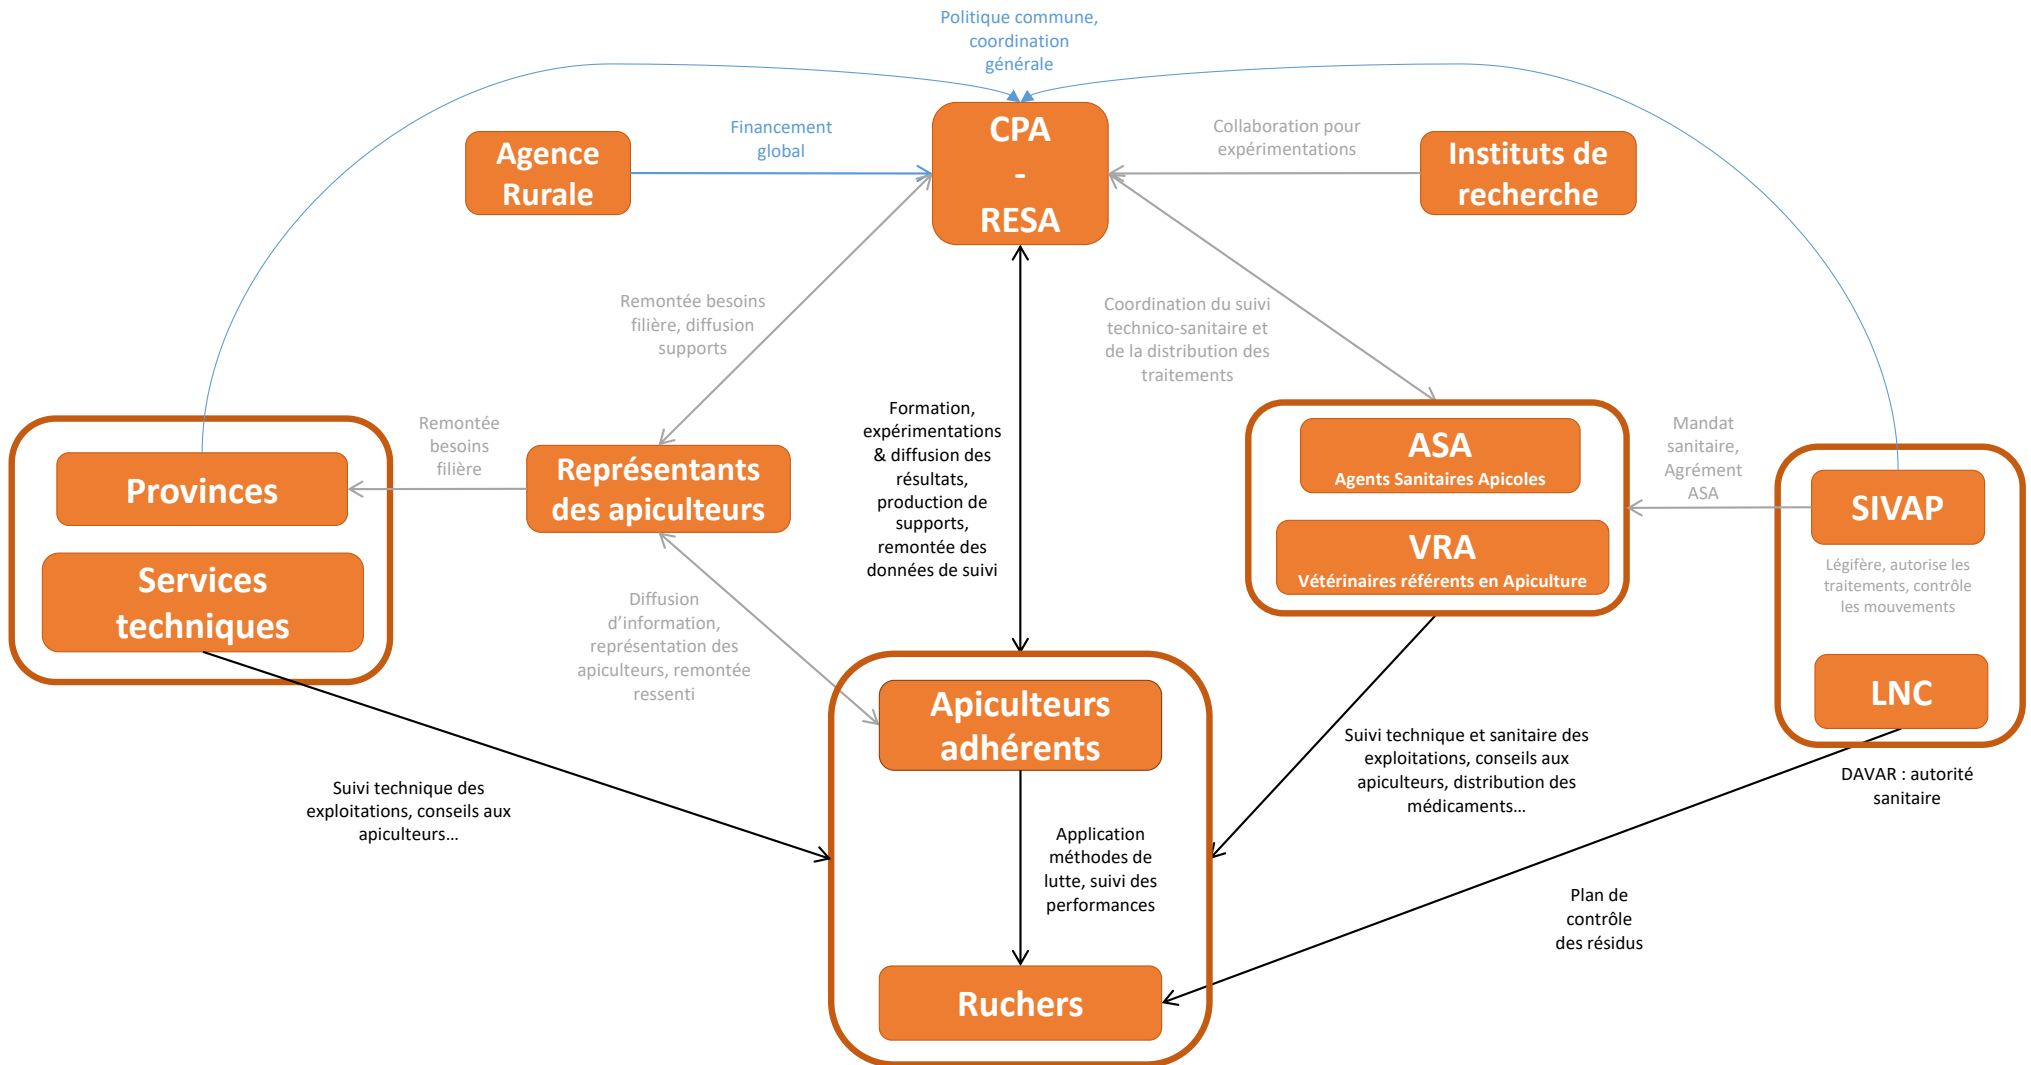 Politique commune,
coordination
générale
Agence
Rurale
Financement
global
CPA
-
RESA
Collaboration pour
expérimentations
Instituts de
recherche
Remontée besoins
filière, diffusion
supports
Coordination du suivi
technico-sanitaire et
de la distribution des
traitements
Provinces
Services
techniques
Remontée
besoins
filière
Représentants
des apiculteurs
Formation,
expérimentations
& diffusion des
résultats,
production de
supports,
remontée des
données de suivi
ASA
Agents Sanitaires Apicoles
VRA
Vétérinaires référents en Apiculture
Mandat
sanitaire,
Agrément
ASA
SIVAP
Légifère, autorise les
traitements, contrôle
les mouvements
LNC
DAVAR : autorité
sanitaire
Diffusion
d’information,
représentation des
apiculteurs, remontée
ressenti
Apiculteurs
adhérents
Suivi technique des
exploitations, conseils aux
apiculteurs…
Suivi technique et sanitaire des
exploitations, conseils aux
apiculteurs, distribution des
médicaments…
Application
méthodes de
lutte, suivi des
performances
Plan de
contrôle
des résidus
Ruchers